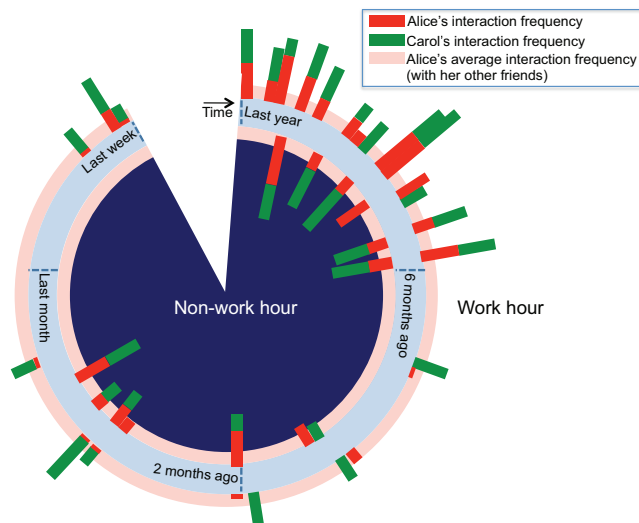 Alice's interaction frequency
Carol's interaction frequency
Alice's average interaction frequency
(with her other friends)
Time
Last year
Last week
Non-work hour
Work hour
6 months ago
Last month
2 months ago